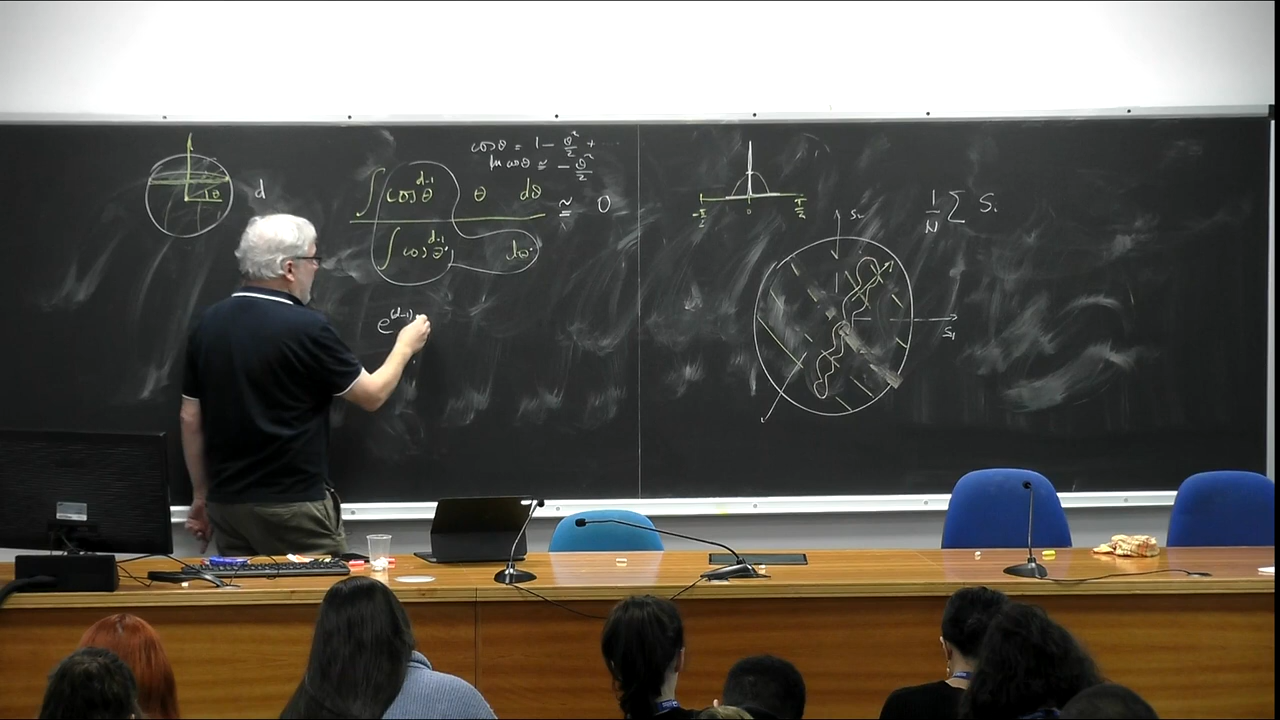 cos θ = 1 − θ²/2 + ...
ln cos θ ≃ − θ²/2
d
θ
∫ cos^{d-1} θ θ dθ
≈ 0
∫ cos^{d-1} θ dθ
e^{(d-1)
-π/2 0 π/2
1/N ∑ Sᵢ
S₂
S₁